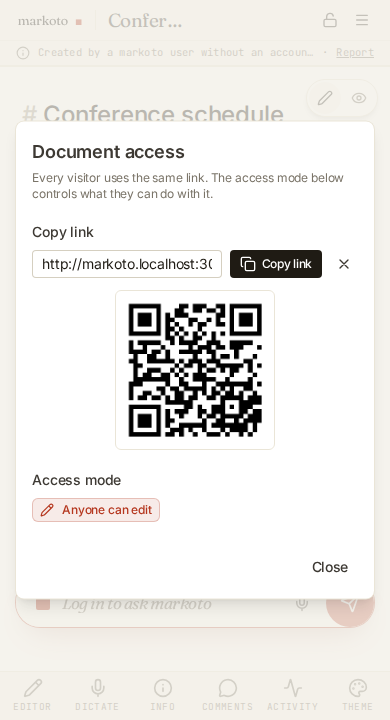 markoto
Confer...
Created by a markoto user without an accoun... · Report
# Conference schedule
Document access
Every visitor uses the same link. The access mode below
controls what they can do with it.
Copy link
http://markoto.localhost:30
Copy link
Access mode
Anyone can edit
Close
Log in to ask markoto
EDITOR
DICTATE
INFO
COMMENTS
ACTIVITY
THEME